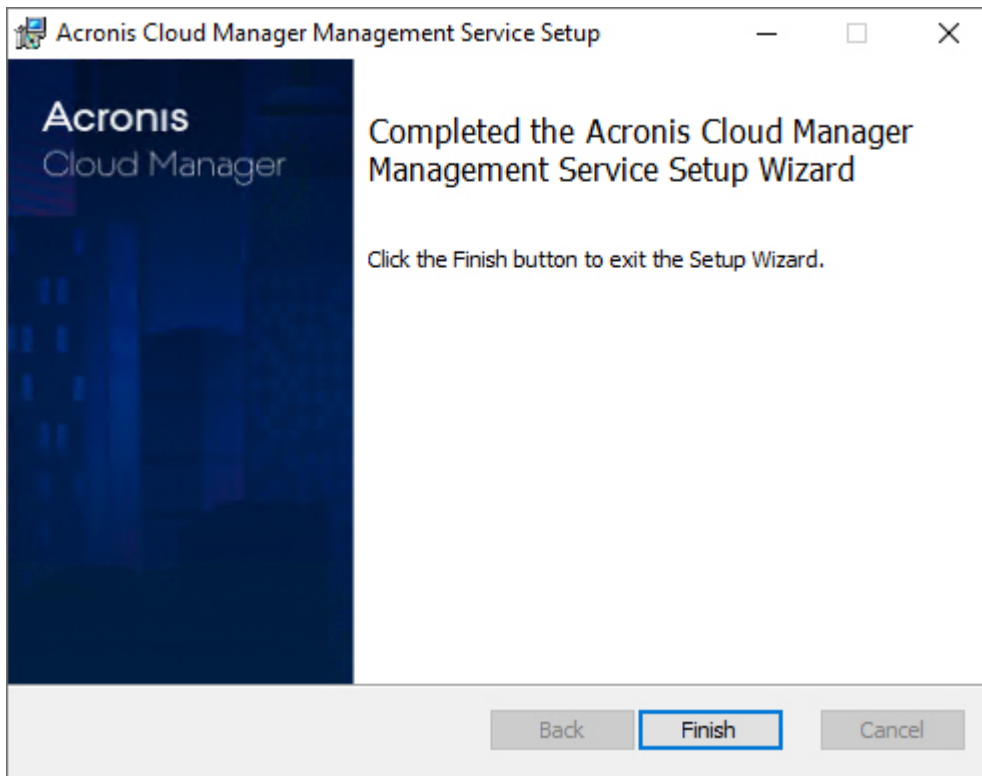 Acronis Cloud Manager Management Service Setup
Acronis
Cloud Manager
Completed the Acronis Cloud Manager
Management Service Setup Wizard
Click the Finish button to exit the Setup Wizard.
Back
Finish
Cancel